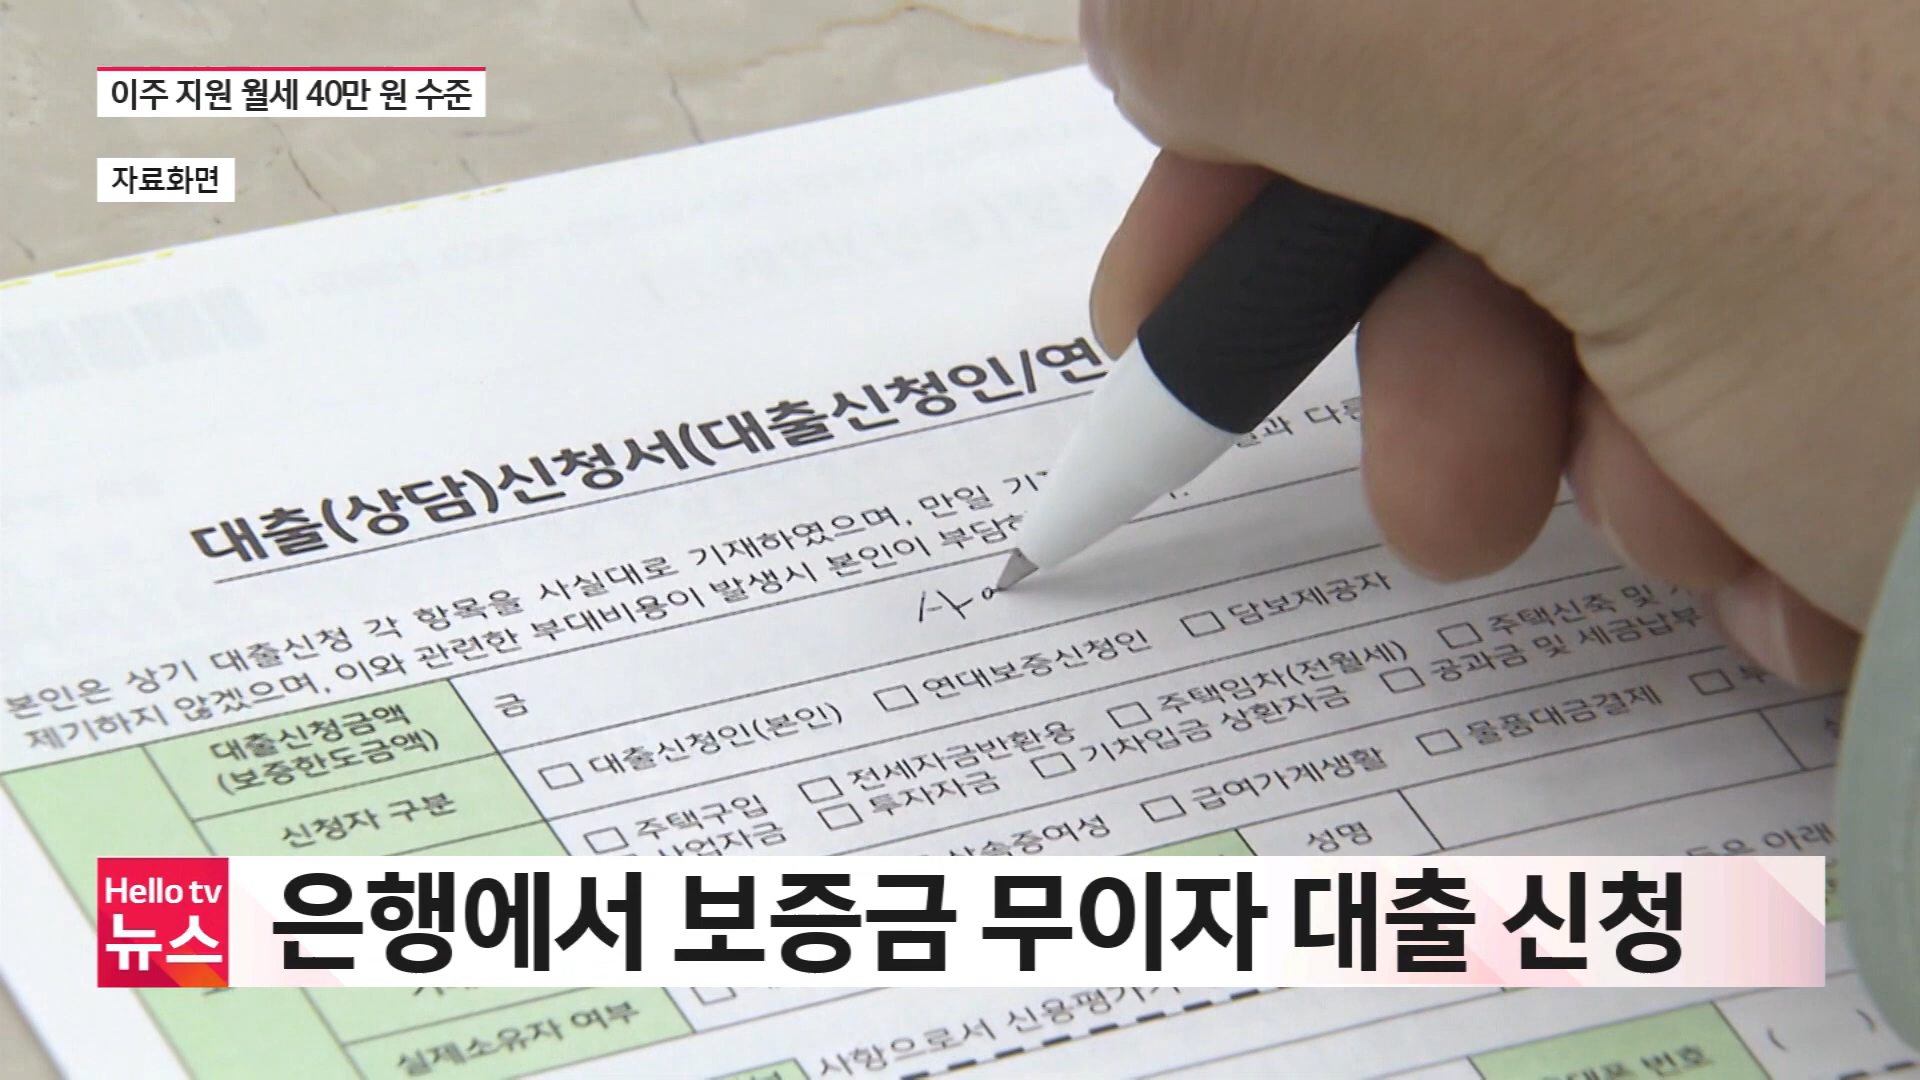 이주 지원 월세 40만 원 수준
자료화면
대출(상담)신청서(대출신청인/연
본인은 상기 대출신청 각 항목을 사실대로 기재하였으며, 만일
제기하지 않겠으며, 이와 관련한 부대비용이 발생시 본인이
대출신청금액
(보증한도금액)
금
신청자 구분
□ 대출신청인(본인) □ 연대보증신청인 □ 담보제공자
□ 주택구입 □ 전세자금반환용 □ 주택임차(전월세) □ 주택신축 및
□ 투자자금 □ 기차입금 상환자금 □ 공과금 및 세금납부
□ 급여가계생활 □ 물품대금결제
성명
Hello tv
뉴스
은행에서 보증금 무이자 대출 신청
실제소유자 여부
사항으로서 신용평가
번호